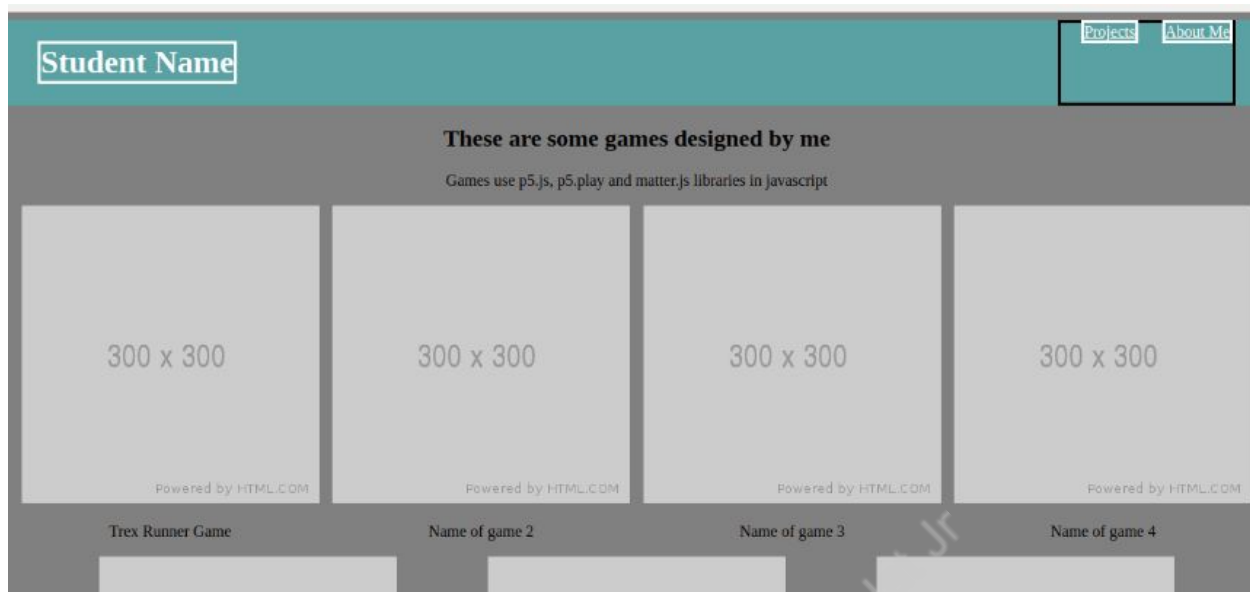 Projects About Me
Student Name
These are some games designed by me
Games use p5.js, p5.play and matter.js libraries in javascript
300 x 300 300 x 300 300 x 300 300 x 300
Powered by HTML.COM Powered by HTML.COM Powered by HTML.COM Powered by HTML.COM
Trex Runner Game Name of game 2 Name of game 3 Name of game 4
Jr